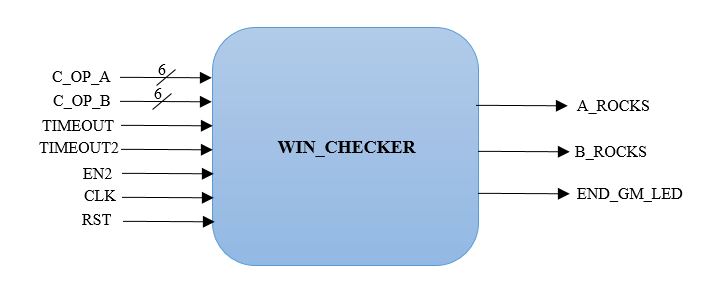 C_OP_A
6
C_OP_B
6
TIMEOUT
TIMEOUT2
EN2
CLK
RST
WIN_CHECKER
A_ROCKS
B_ROCKS
END_GM_LED